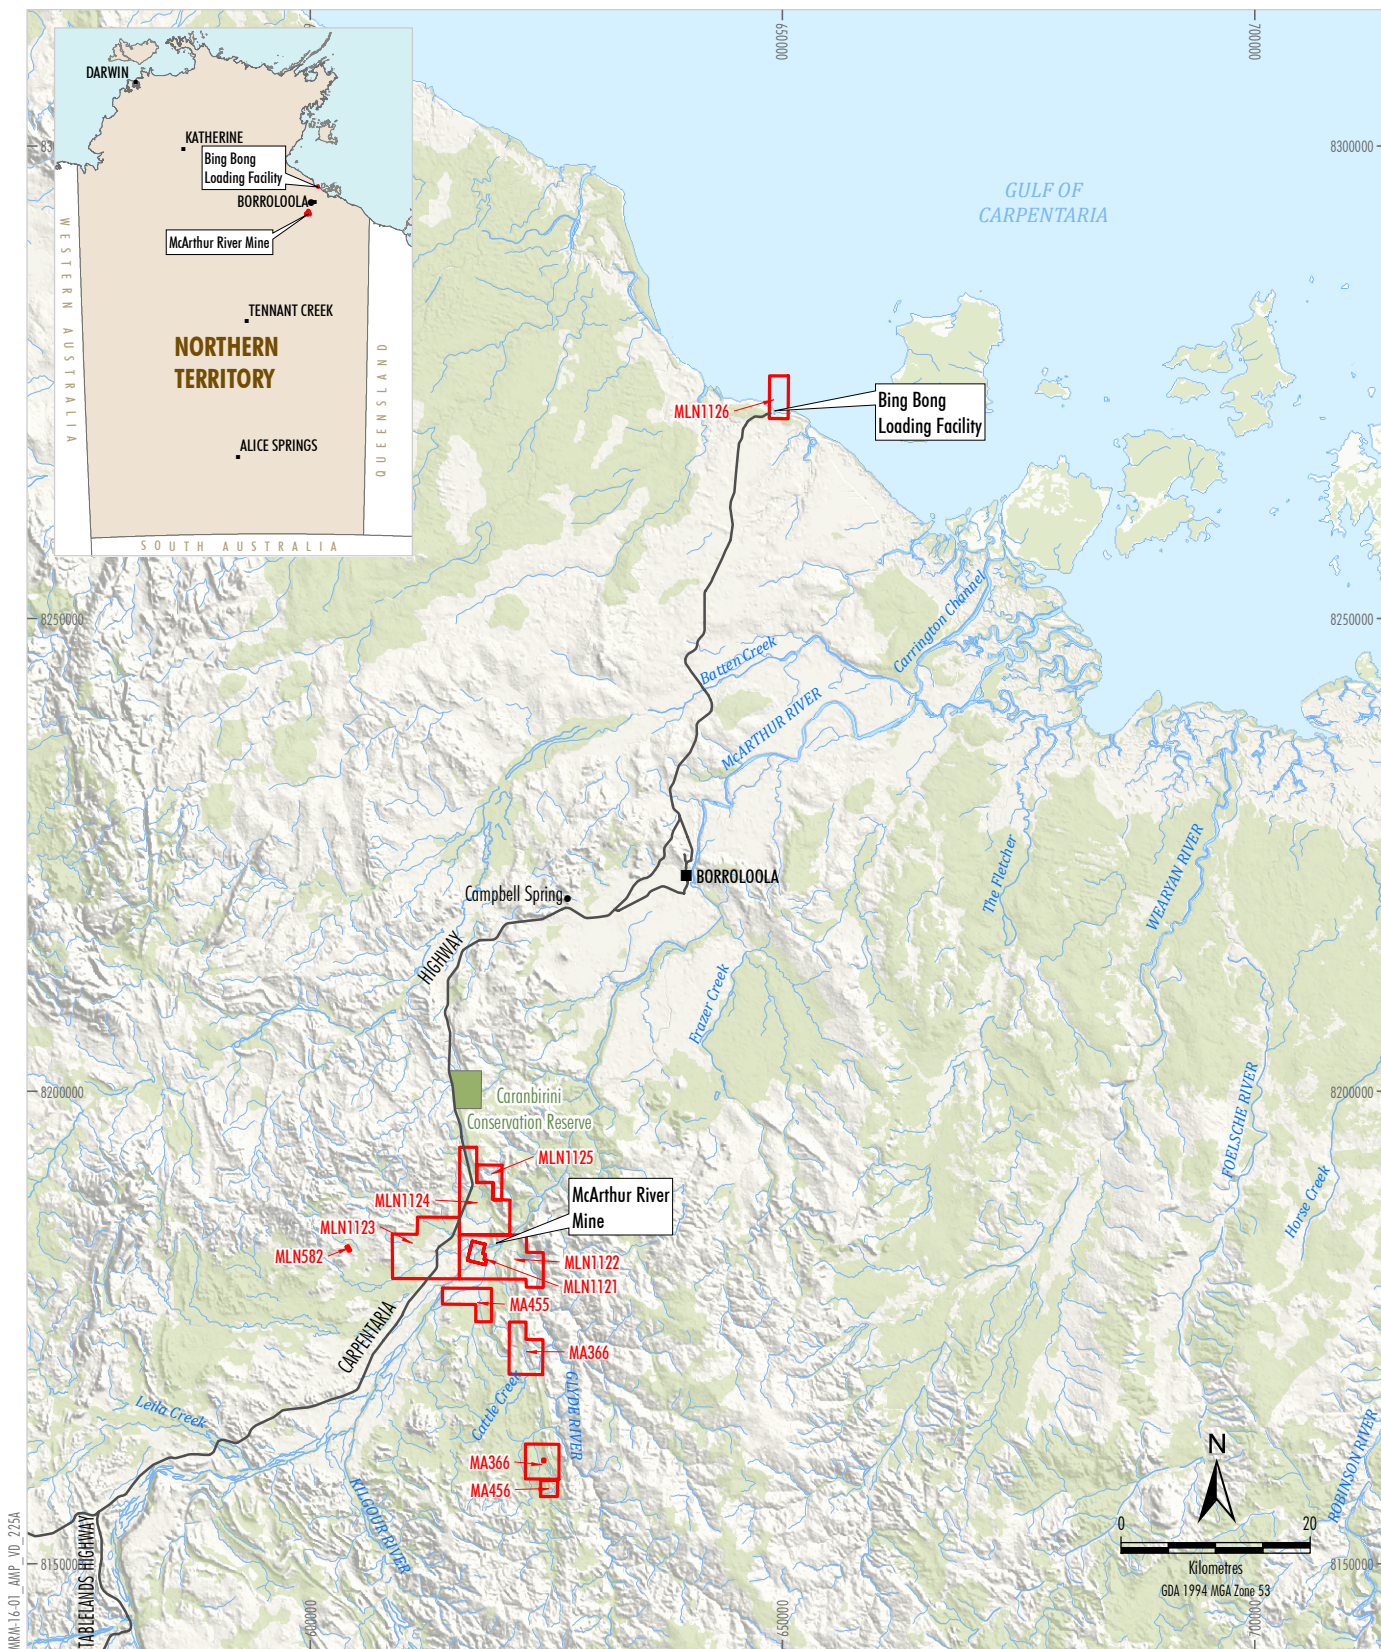 650000
700000
DARWIN
KATHERINE
Bing Bong
Loading Facility
BORROLOOLA
McArthur River Mine
TENNANT CREEK
NORTHERN
TERRITORY
ALICE SPRINGS
WESTERN AUSTRALIA
QUEENSLAND
SOUTH AUSTRALIA
8300000
GULF OF
CARPENTARIA
MLN1126
Bing Bong
Loading Facility
8250000
8250000
Carrington Channel
Batten Creek
McARTHUR RIVER
The Fletcher
WEARYAN RIVER
BORROLOOLA
Campbell Spring
HIGHWAY
Frazer Creek
8200000
8200000
Caranbirini
Conservation Reserve
FOELSCHE RIVER
Horse Creek
MLN1125
McArthur River
Mine
MLN1124
MLN1123
MLN582
MLN1122
MLN1121
MA455
CARPENTARIA
MA366
Cattle Creek
GLYDE RIVER
Leila Creek
MA366
MA456
KILGOUR RIVER
ROBINSON RIVER
N
0 20
Kilometres
GDA 1994 MGA Zone 53
TABLELANDS HIGHWAY
8150000
8150000
600000
650000
700000
MRM-16-01_AMP_VD_225A